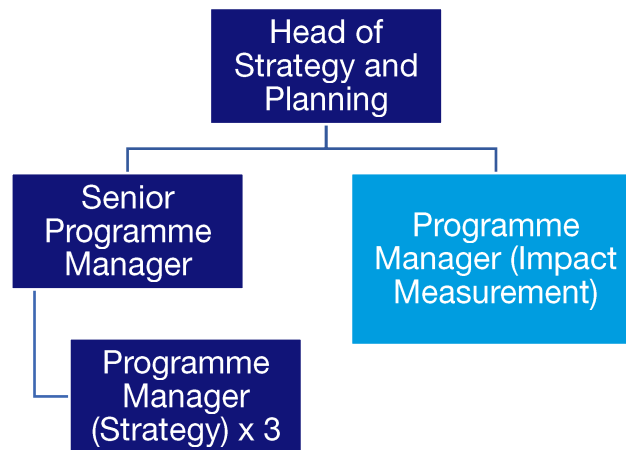 Head of
Strategy and
Planning
Senior
Programme
Manager
Programme
Manager (Impact
Measurement)
Programme
Manager
(Strategy) x 3